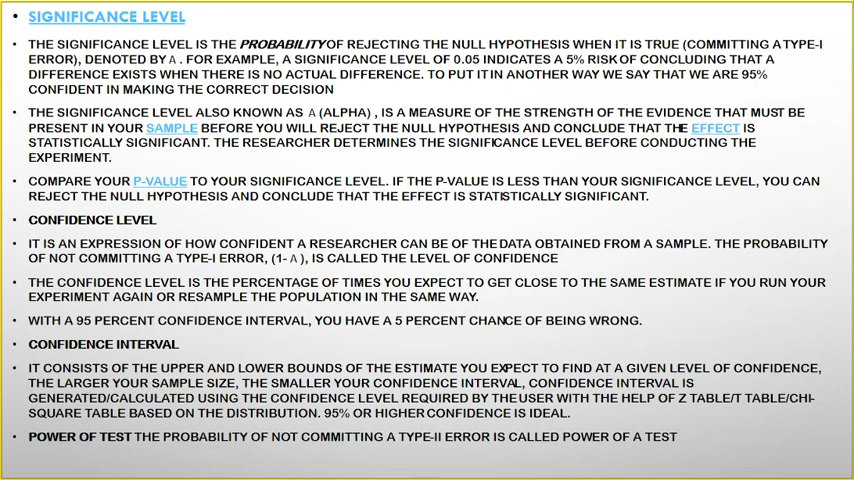 • SIGNIFICANCE LEVEL
• THE SIGNIFICANCE LEVEL IS THE PROBABILITY OF REJECTING THE NULL HYPOTHESIS WHEN IT IS TRUE (COMMITTING A TYPE-I
ERROR), DENOTED BY Α . FOR EXAMPLE, A SIGNIFICANCE LEVEL OF 0.05 INDICATES A 5% RISK OF CONCLUDING THAT A
DIFFERENCE EXISTS WHEN THERE IS NO ACTUAL DIFFERENCE. TO PUT IT IN ANOTHER WAY WE SAY THAT WE ARE 95%
CONFIDENT IN MAKING THE CORRECT DECISION
• THE SIGNIFICANCE LEVEL ALSO KNOWN AS Α (ALPHA) , IS A MEASURE OF THE STRENGTH OF THE EVIDENCE THAT MUST BE
PRESENT IN YOUR SAMPLE BEFORE YOU WILL REJECT THE NULL HYPOTHESIS AND CONCLUDE THAT THE EFFECT IS
STATISTICALLY SIGNIFICANT. THE RESEARCHER DETERMINES THE SIGNIFICANCE LEVEL BEFORE CONDUCTING THE
EXPERIMENT.
• COMPARE YOUR P-VALUE TO YOUR SIGNIFICANCE LEVEL. IF THE P-VALUE IS LESS THAN YOUR SIGNIFICANCE LEVEL, YOU CAN
REJECT THE NULL HYPOTHESIS AND CONCLUDE THAT THE EFFECT IS STATISTICALLY SIGNIFICANT.
• CONFIDENCE LEVEL
• IT IS AN EXPRESSION OF HOW CONFIDENT A RESEARCHER CAN BE OF THE DATA OBTAINED FROM A SAMPLE. THE PROBABILITY
OF NOT COMMITTING A TYPE-I ERROR, (1- Α ), IS CALLED THE LEVEL OF CONFIDENCE
• THE CONFIDENCE LEVEL IS THE PERCENTAGE OF TIMES YOU EXPECT TO GET CLOSE TO THE SAME ESTIMATE IF YOU RUN YOUR
EXPERIMENT AGAIN OR RESAMPLE THE POPULATION IN THE SAME WAY.
• WITH A 95 PERCENT CONFIDENCE INTERVAL, YOU HAVE A 5 PERCENT CHANCE OF BEING WRONG.
• CONFIDENCE INTERVAL
• IT CONSISTS OF THE UPPER AND LOWER BOUNDS OF THE ESTIMATE YOU EXPECT TO FIND AT A GIVEN LEVEL OF CONFIDENCE,
THE LARGER YOUR SAMPLE SIZE, THE SMALLER YOUR CONFIDENCE INTERVAL, CONFIDENCE INTERVAL IS
GENERATED/CALCULATED USING THE CONFIDENCE LEVEL REQUIRED BY THE USER WITH THE HELP OF Z TABLE/T TABLE/CHI-
SQUARE TABLE BASED ON THE DISTRIBUTION. 95% OR HIGHER CONFIDENCE IS IDEAL.
• POWER OF TEST THE PROBABILITY OF NOT COMMITTING A TYPE-II ERROR IS CALLED POWER OF A TEST